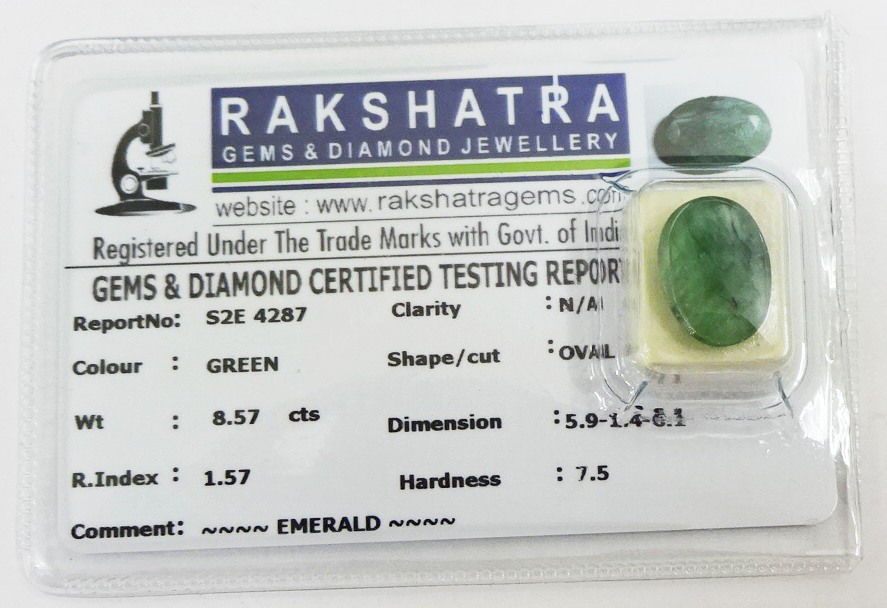 RAKSHATRA
GEMS & DIAMOND JEWELLERY
website : www.rakshatragems.com
Registered Under The Trade Marks with Govt. of India
GEMS & DIAMOND CERTIFIED TESTING REPORT
ReportNo: S2E 4287 Clarity : N/A
Colour : GREEN Shape/cut : OVAL
Wt : 8.57 cts Dimension : 5.9-1.4-8.1
R.Index : 1.57 Hardness : 7.5
Comment: ~~~~ EMERALD ~~~~